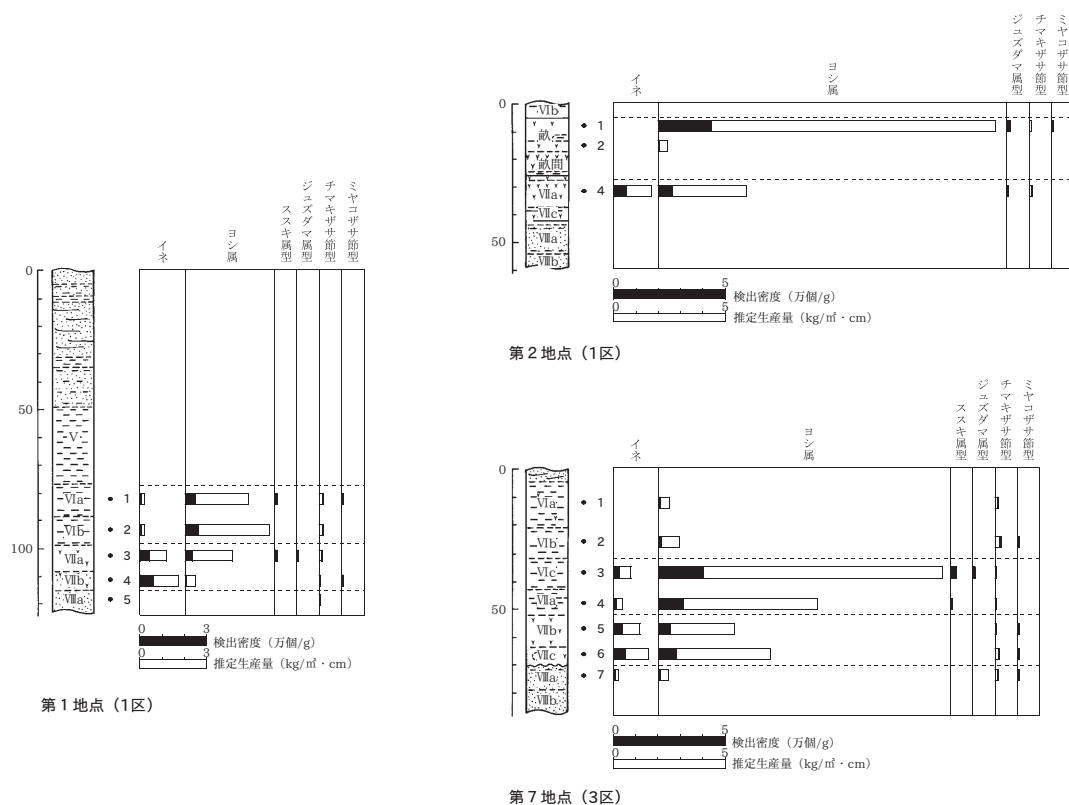 イネ
ヨシ属
ススキ属型
ジュズダマ属型
チマキザサ節型
ミヤコザサ節型
0
50
100
V
Ⅵa
Ⅵb
Ⅶa
Ⅶb
Ⅷa
1
2
3
4
5
0 3
検出密度（万個/g）
0 3
推定生産量（kg/㎡・cm）
第１地点（1区）
イネ
ヨシ属
ジュズダマ属型
チマキザサ節型
ミヤコザサ節型
0
50
Ⅵb
畝
畝間
Ⅶa
Ⅶc
Ⅷa
Ⅷb
1
2
4
0 5
検出密度（万個/g）
0 5
推定生産量（kg/㎡・cm）
第２地点（1区）
イネ
ヨシ属
ススキ属型
ジュズダマ属型
チマキザサ節型
ミヤコザサ節型
0
50
Ⅵa
Ⅵb
Ⅵc
Ⅶa
Ⅶb
Ⅶc
Ⅷa
Ⅷb
1
2
3
4
5
6
7
0 5
検出密度（万個/g）
0 5
推定生産量（kg/㎡・cm）
第７地点（3区）